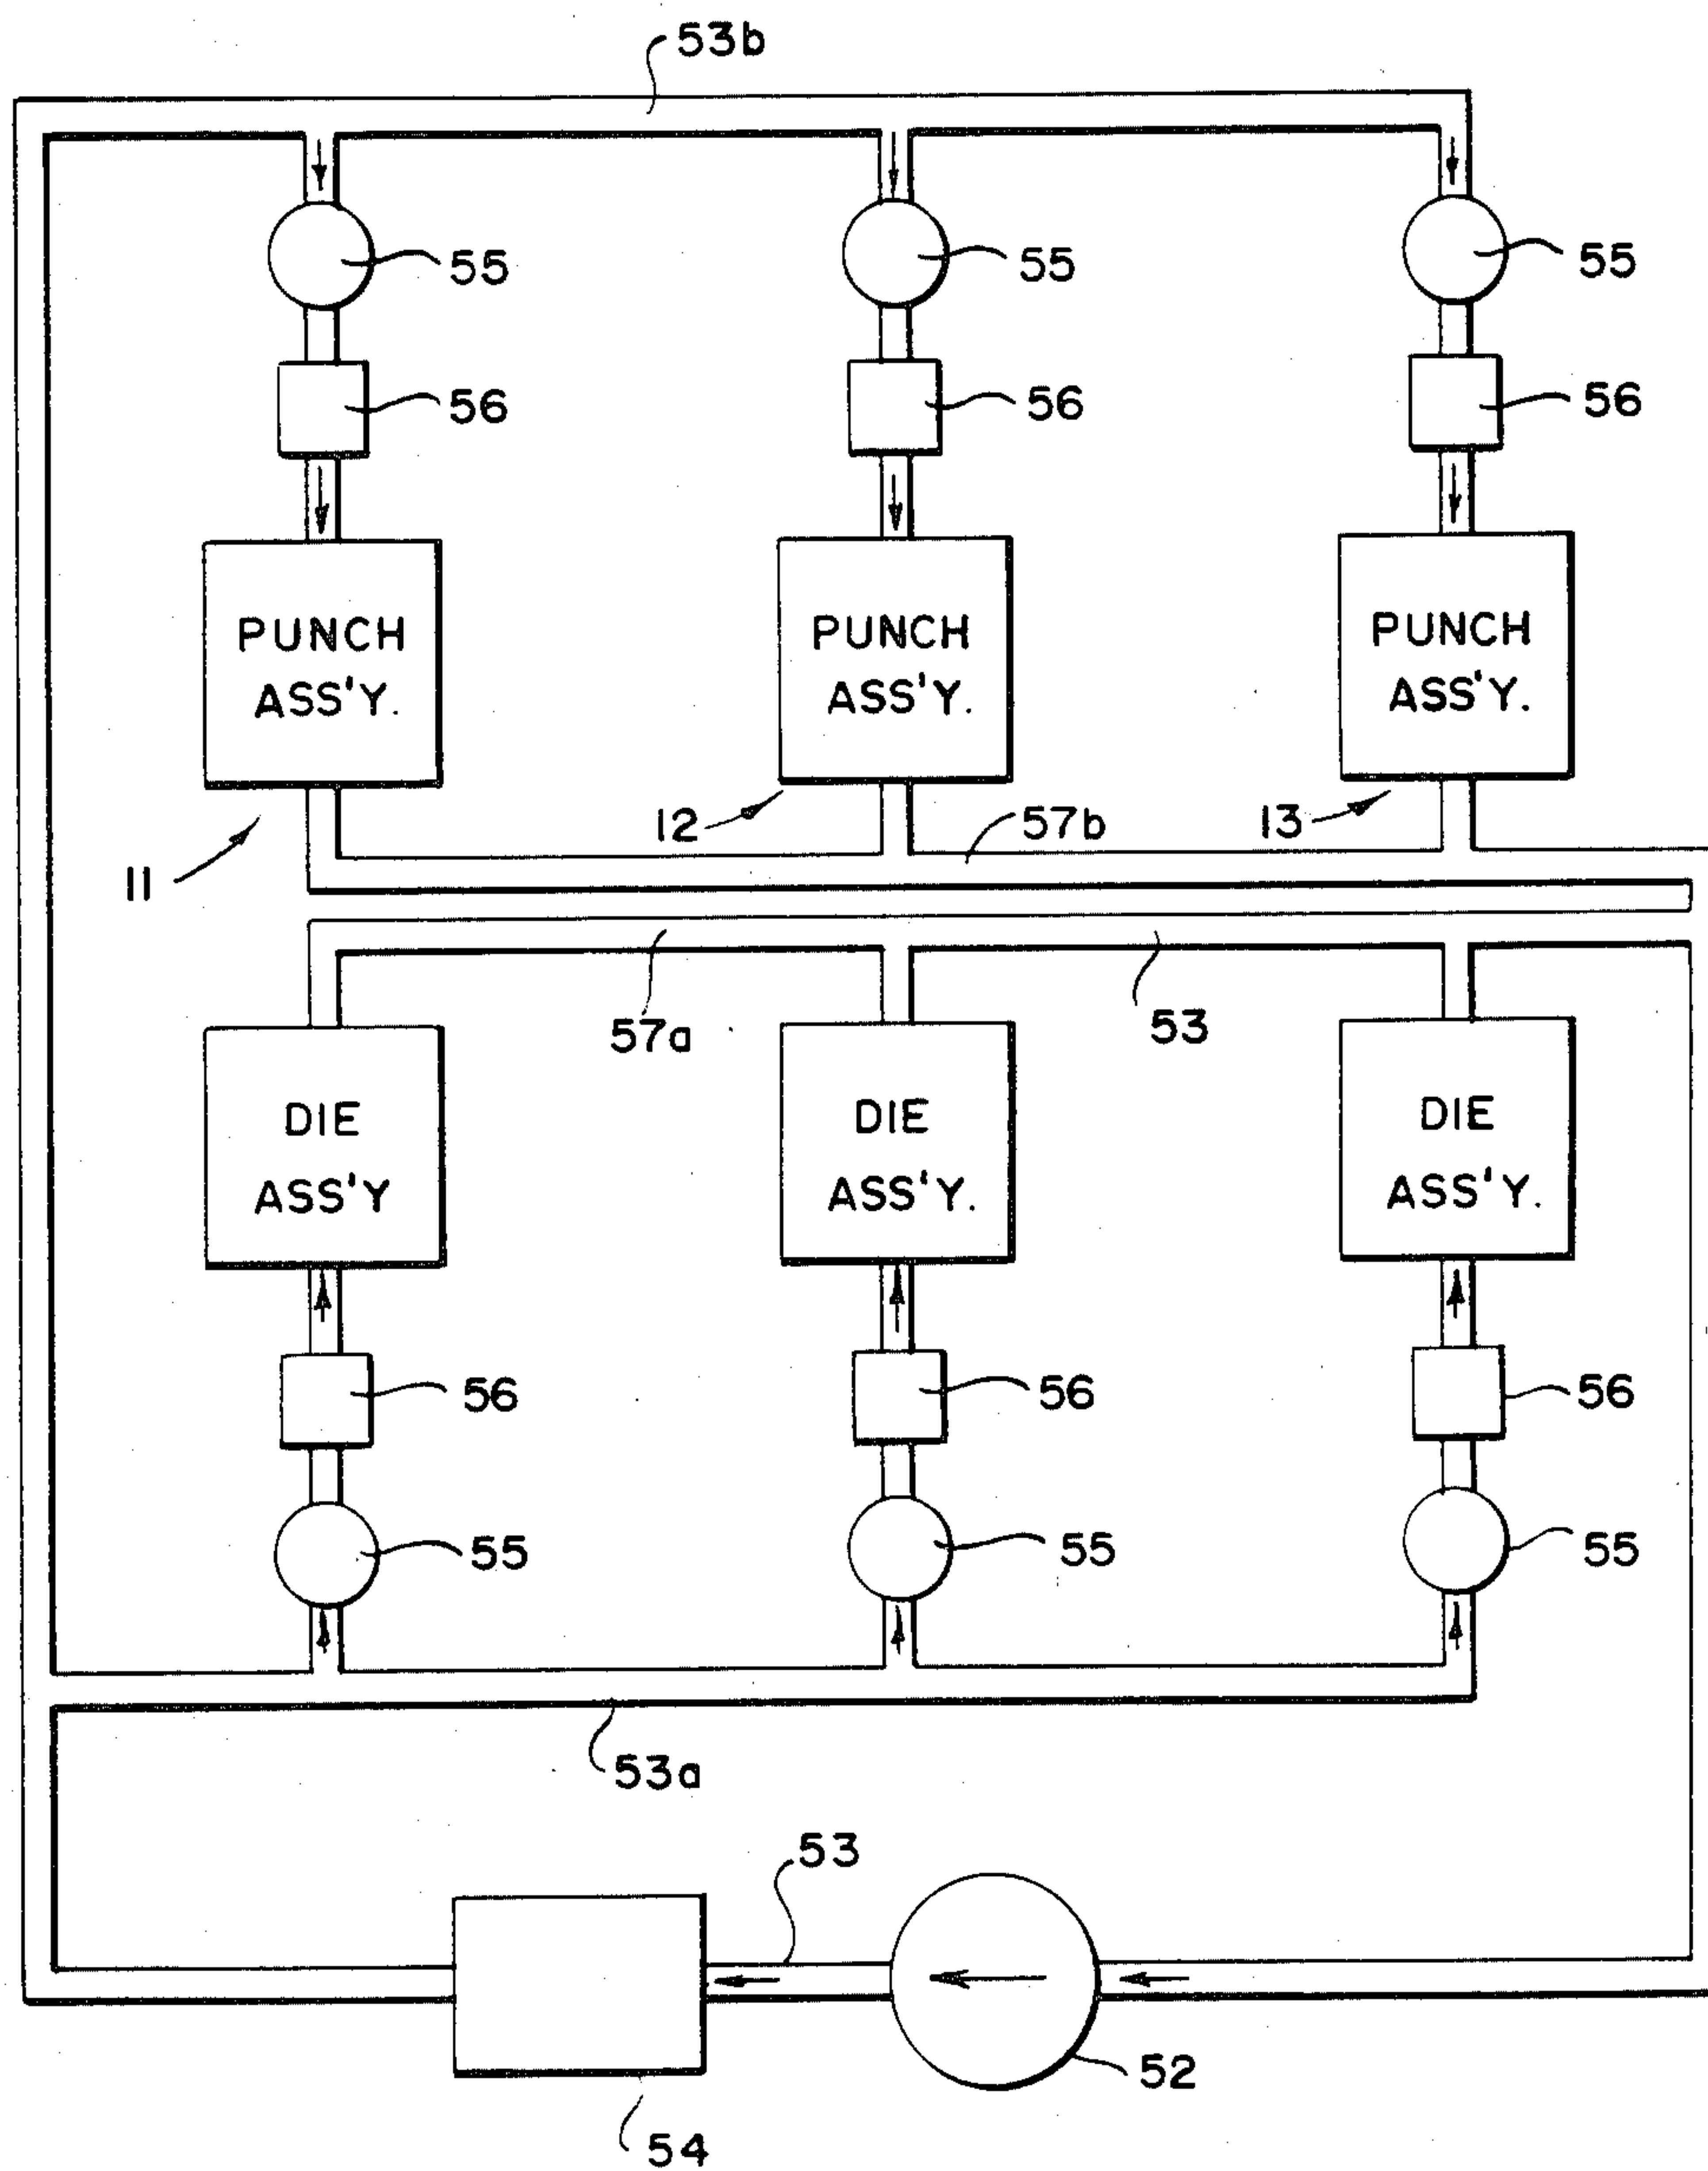 53b
55
55
55
56
56
56
PUNCH
ASS'Y.
PUNCH
ASS'Y.
PUNCH
ASS'Y.
11
12
57b
13
57a
53
DIE
ASS'Y
DIE
ASS'Y.
DIE
ASS'Y.
56
56
56
55
55
55
53a
53
52
54